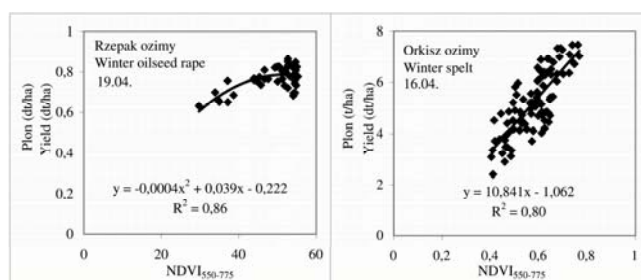 Plon (dt/ha)
Yield (dt/ha)
1
0,8
0,6
0,4
0,2
0
Rzepak ozimy
Winter oilseed rape
19.04.
y = -0,0004x² + 0,039x - 0,222
R² = 0,86
0 20 40 60
NDVI550-775
Plon (t/ha)
Yield (dt/ha)
8
6
4
2
0
Orkisz ozimy
Winter spelt
16.04.
y = 10,841x - 1,062
R² = 0,80
0 0,2 0,4 0,6 0,8 1
NDVI550-775